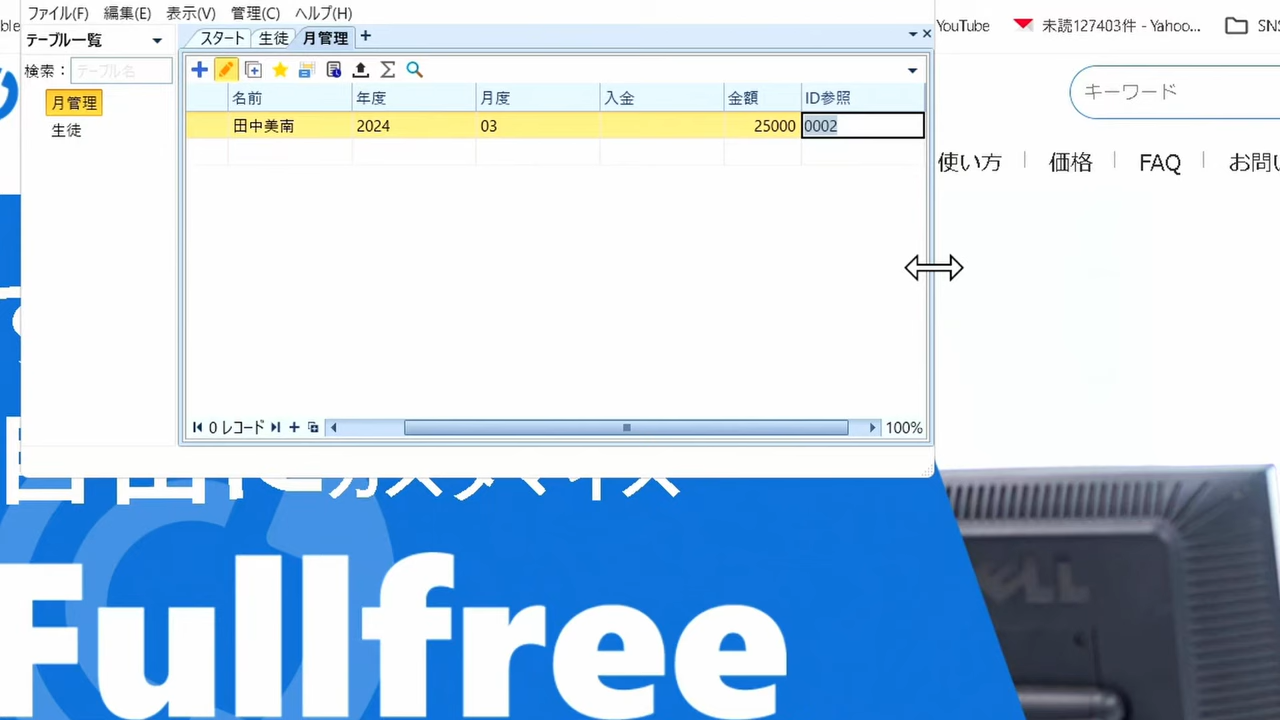 ファイル(F) 編集(E) 表示(V) 管理(C) ヘルプ(H)
YouTube 未読127403件 - Yahoo...
テーブル一覧
スタート 生徒 月管理
検索： テーブル名
キーワード
月管理
生徒
名前 年度 月度 入金 金額 ID参照
田中美南 2024 03 25000 0002
使い方 価格 FAQ
0 レコード 100%
Fullfree
DELL